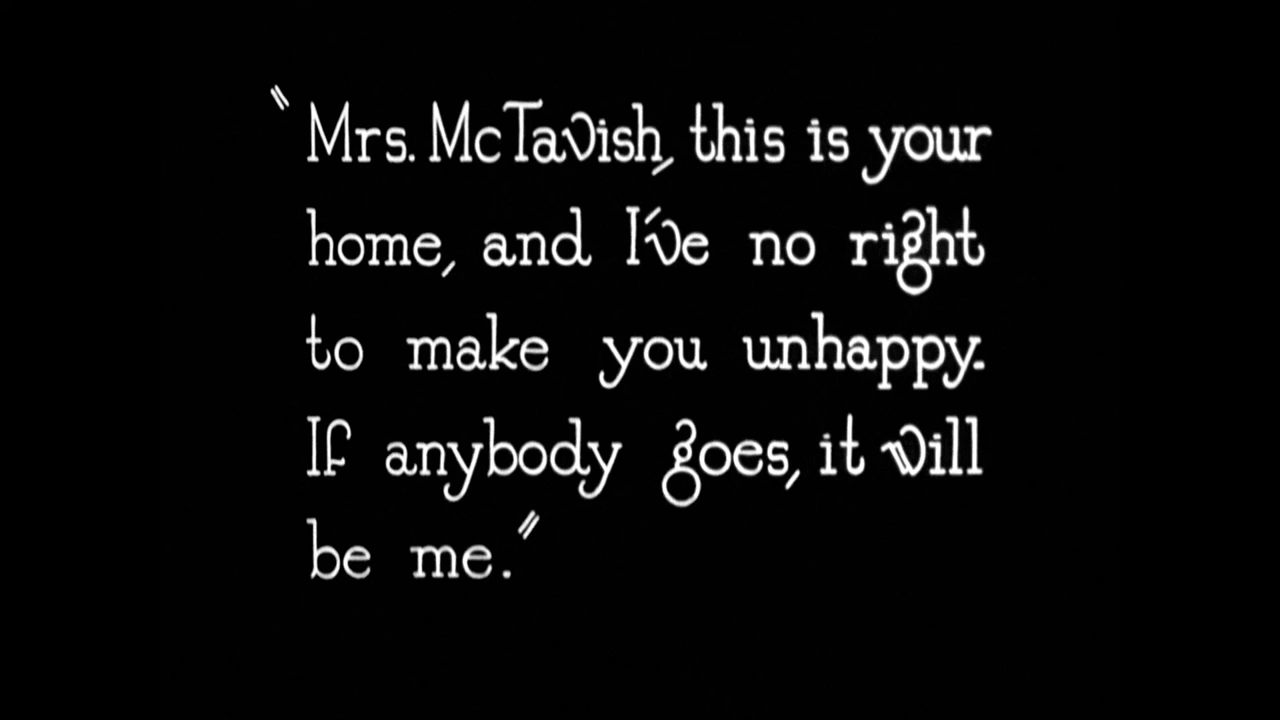 "Mrs. McTavish, this is your
home, and I've no right
to make you unhappy.
If anybody goes, it will
be me."